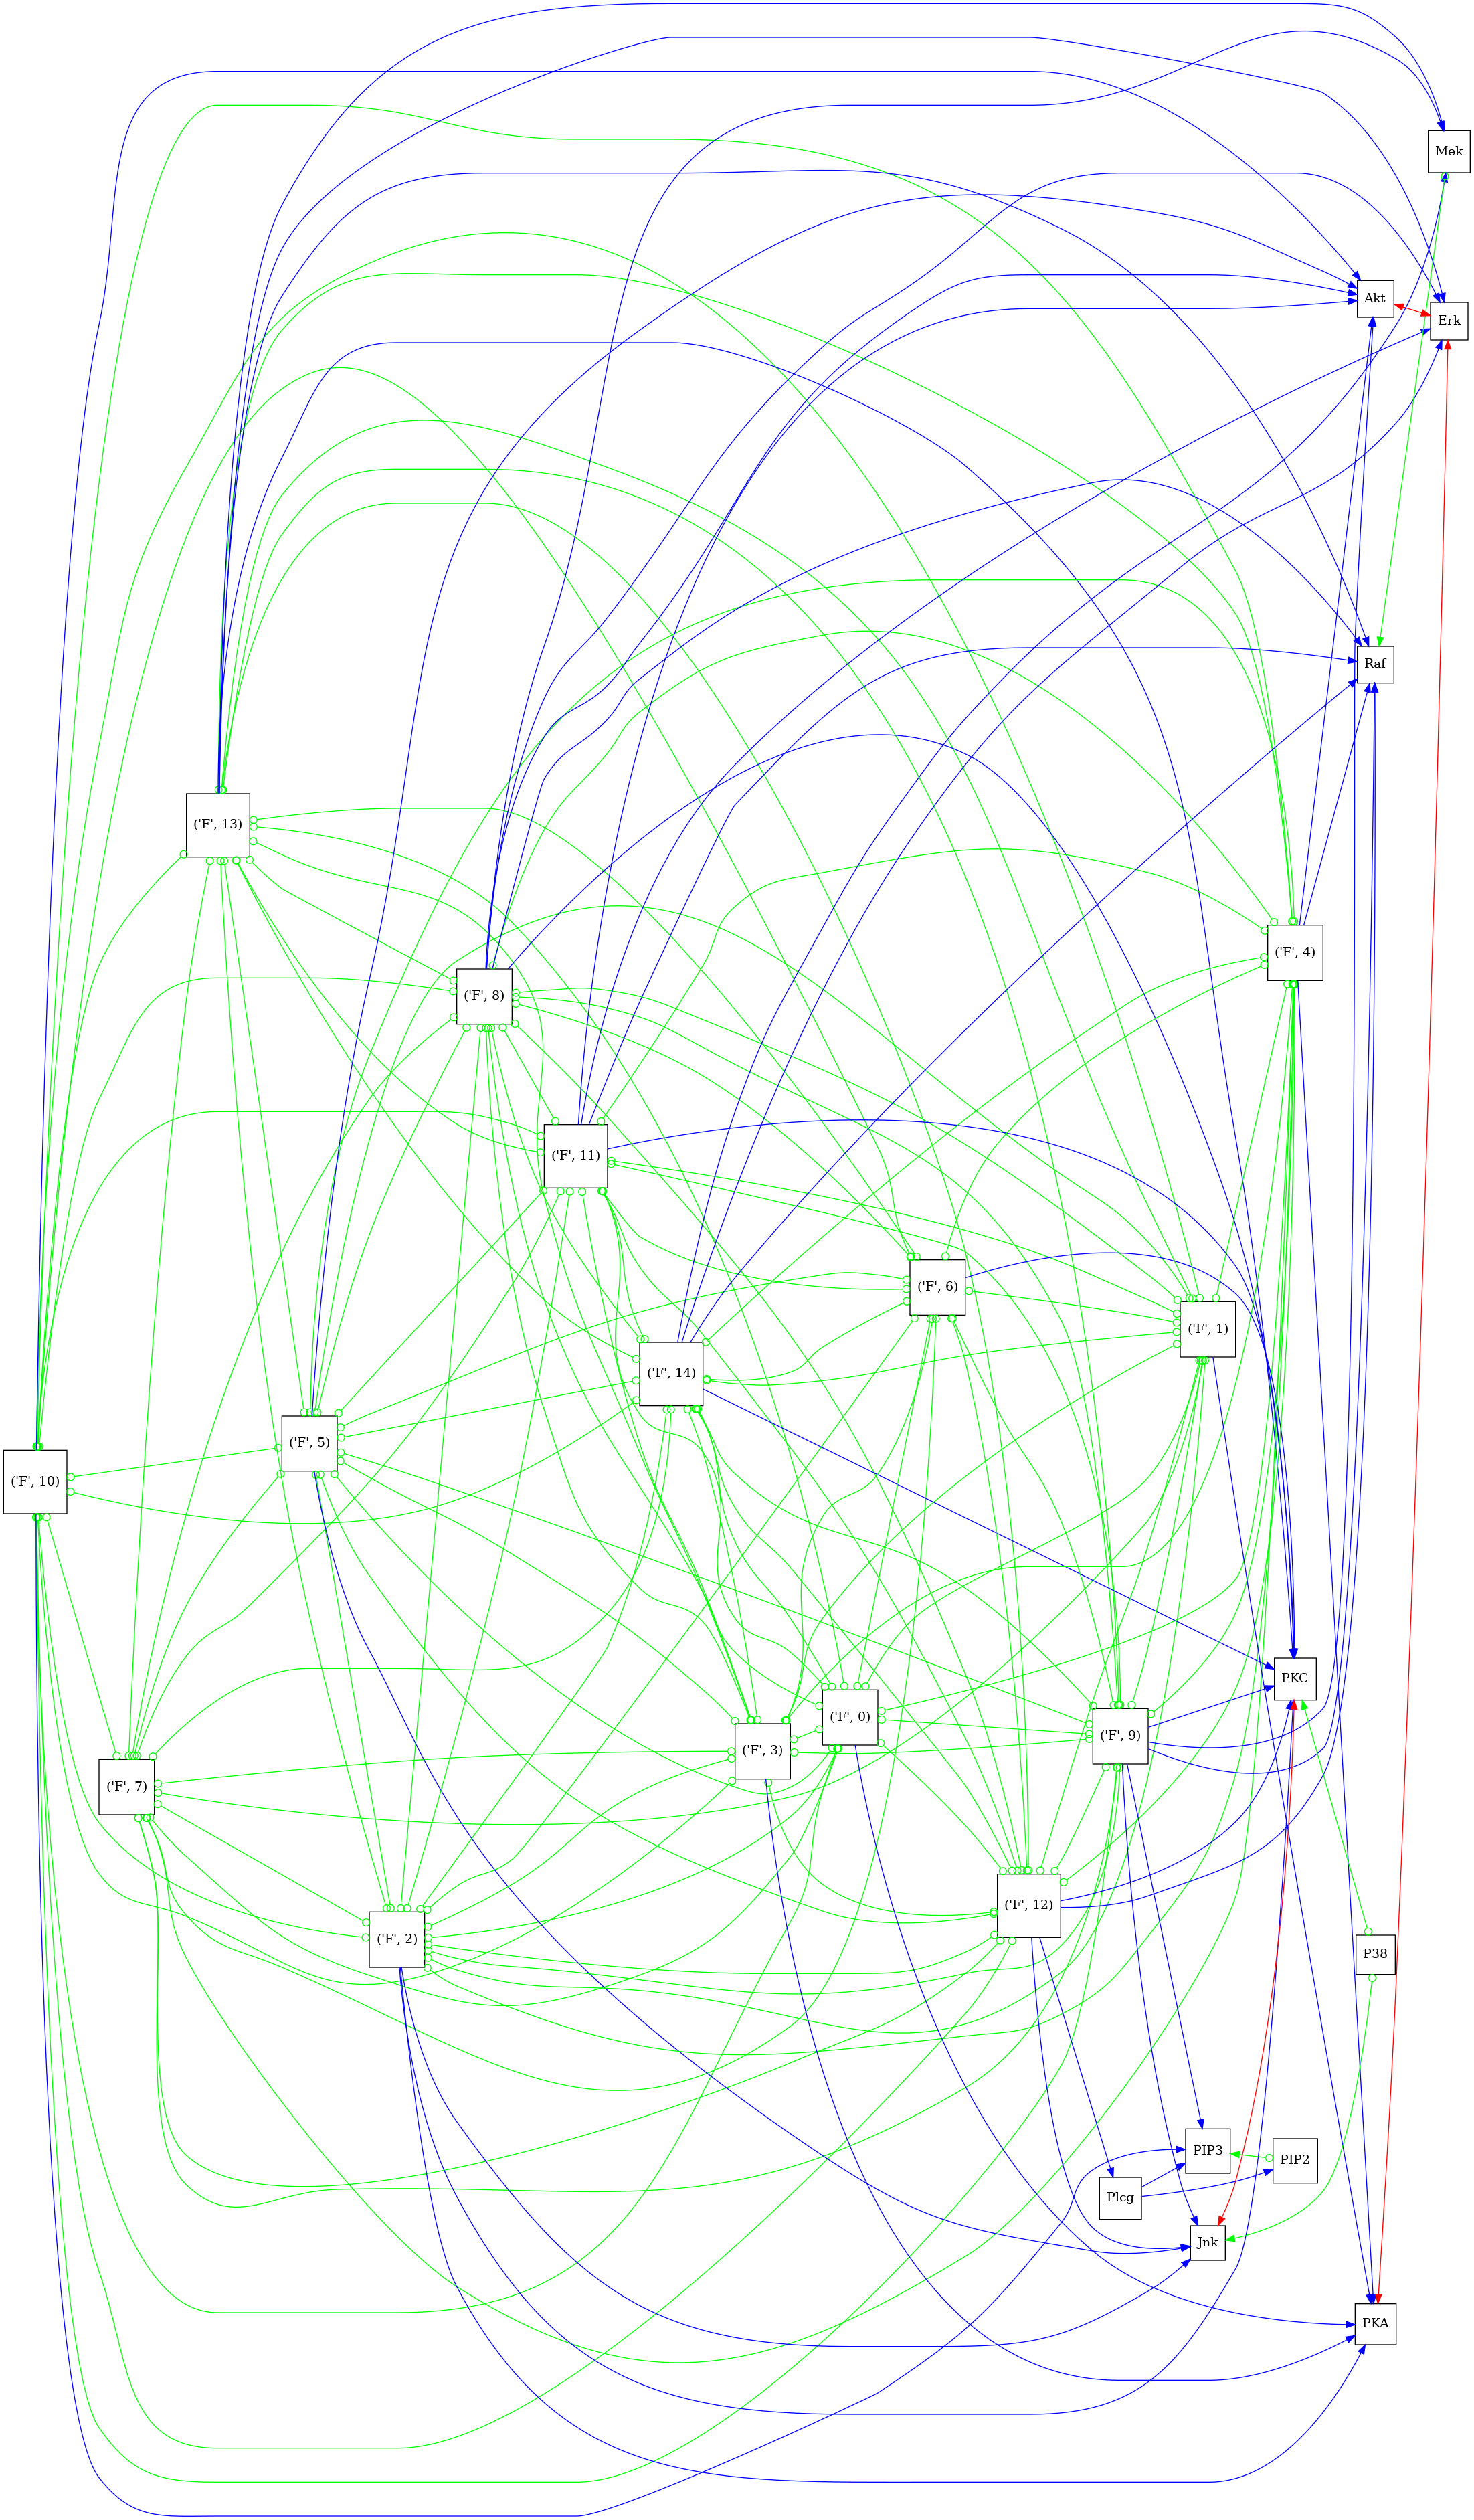 Mek
Akt
Erk
Raf
('F', 13)
('F', 4)
('F', 8)
('F', 11)
('F', 6)
('F', 1)
('F', 14)
('F', 5)
('F', 10)
PKC
('F', 0)
('F', 9)
('F', 3)
('F', 7)
('F', 12)
('F', 2)
P38
PIP3
PIP2
Plcg
Jnk
PKA